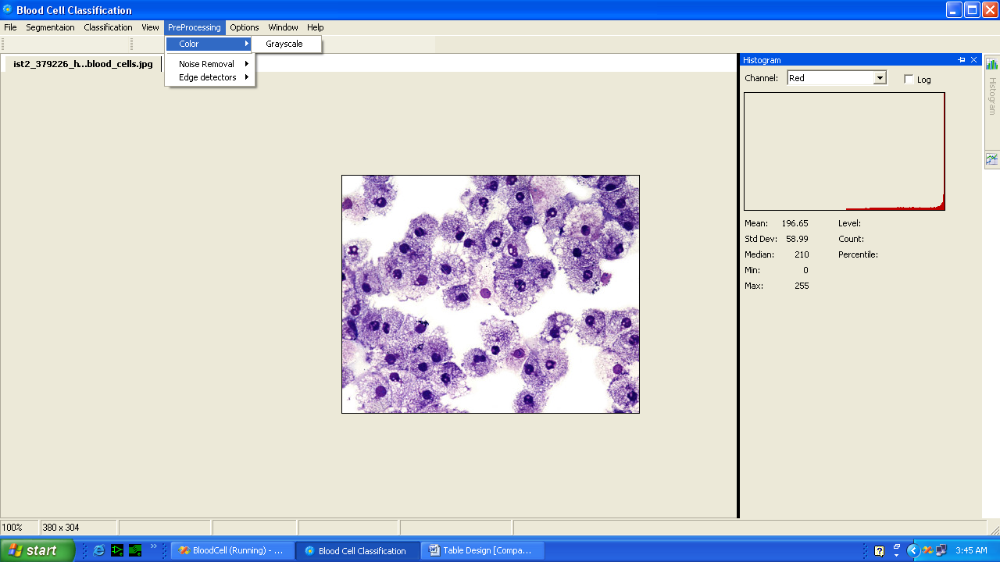 Blood Cell Classification
File Segmentaion Classification View PreProcessing Options Window Help
Color Grayscale
Noise Removal
Edge detectors
ist2_379226_h...blood_cells.jpg
Histogram
Channel: Red Log
Histogram
Mean: 196.65 Level:
Std Dev: 58.99 Count:
Median: 210 Percentile:
Min: 0
Max: 255
100% 380 x 304
start BloodCell (Running) - ... Blood Cell Classification Table Design [Compa... 3:45 AM